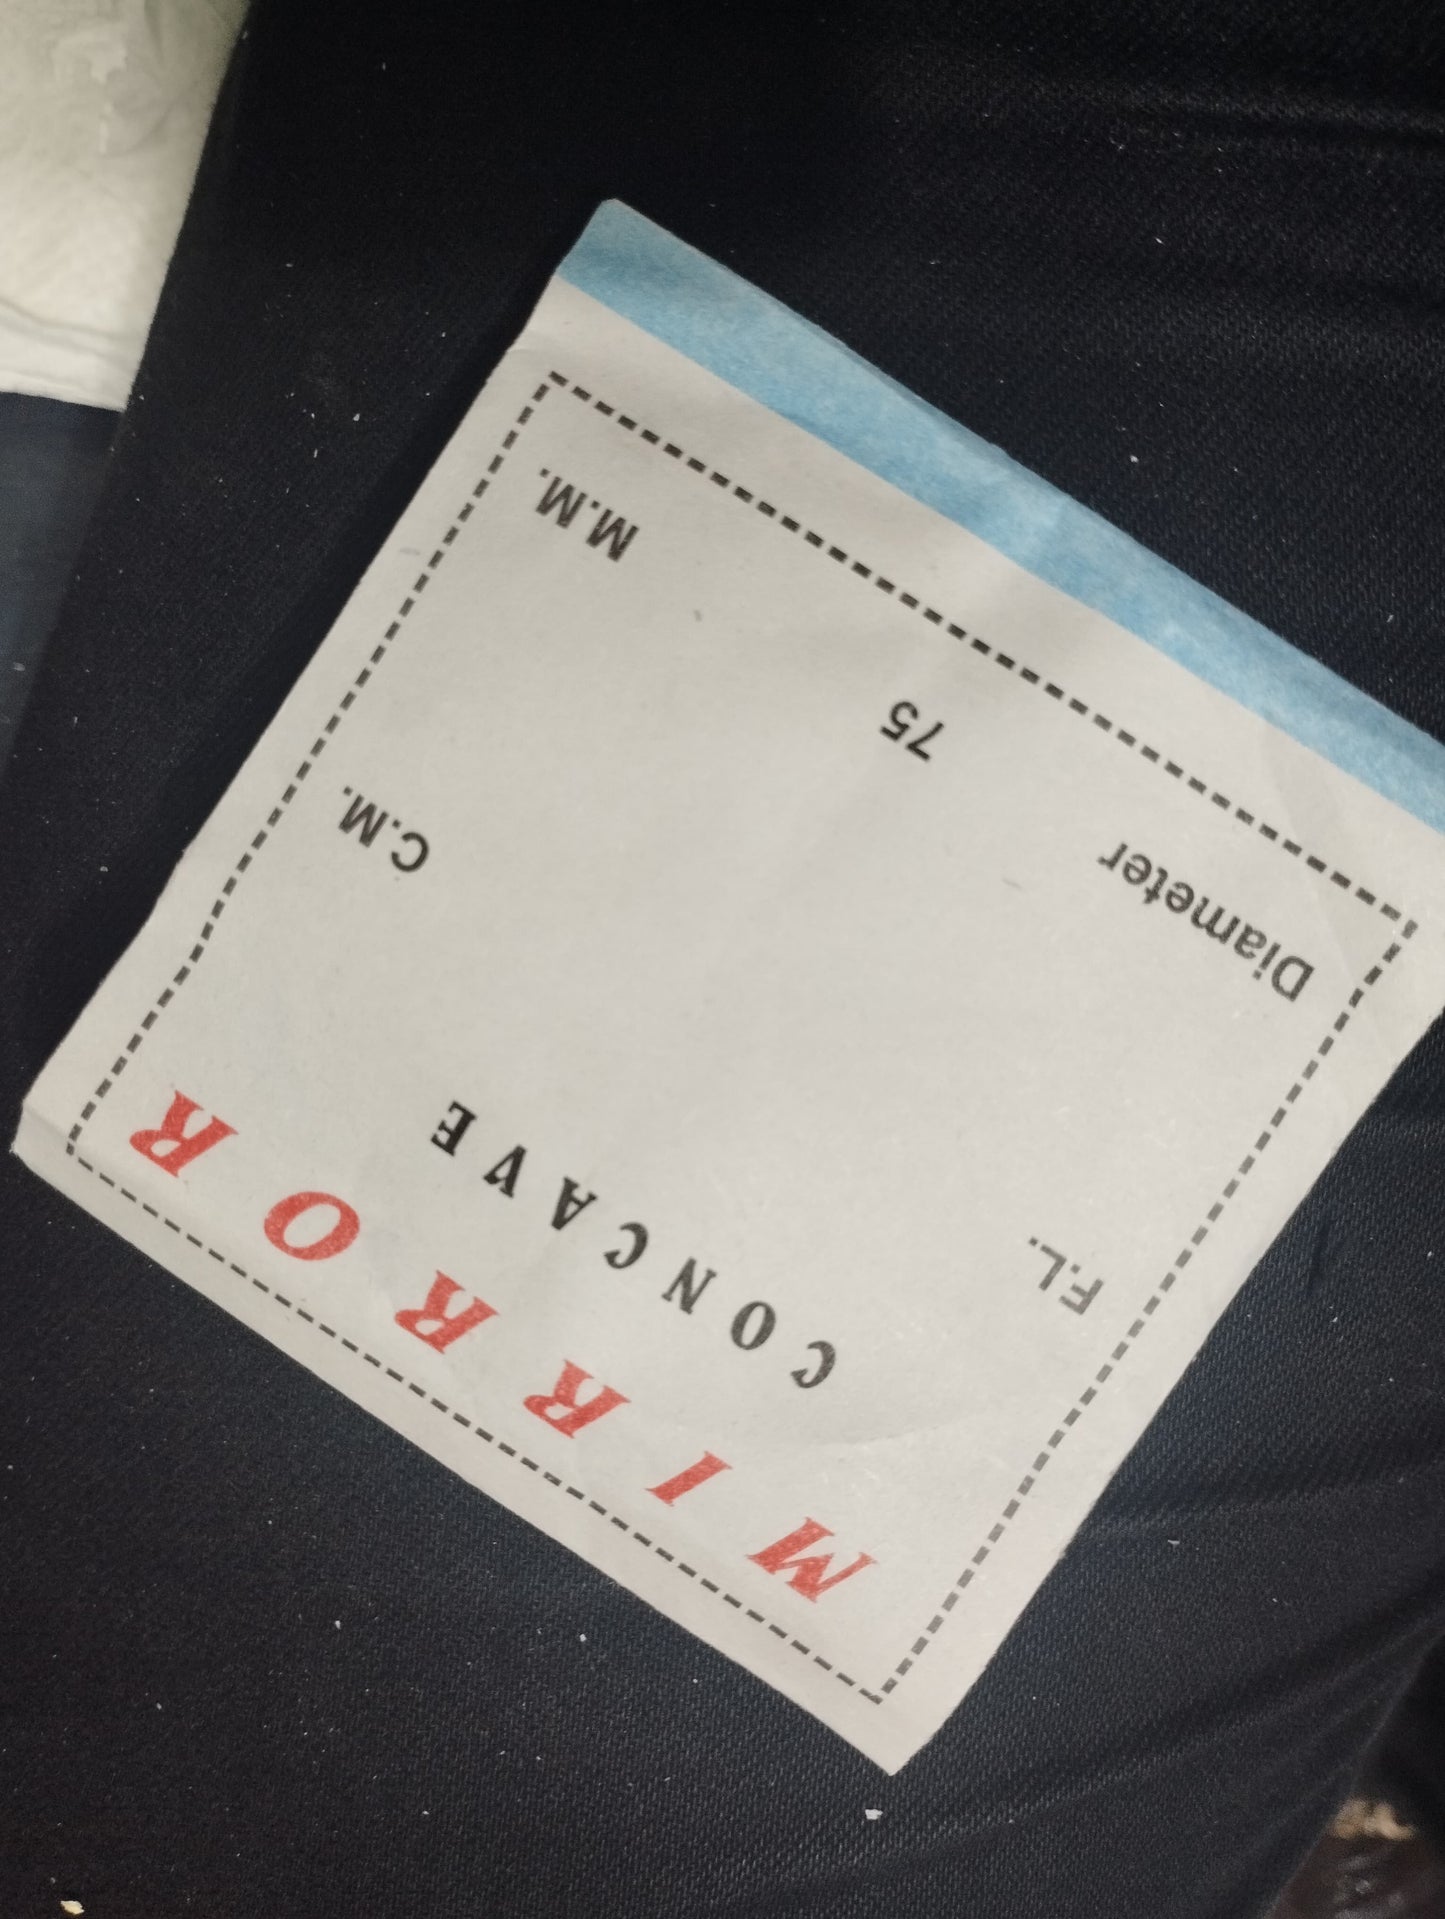 MIRROR
CONCAVE
F.L. C.M.
Diameter 75 M.M.